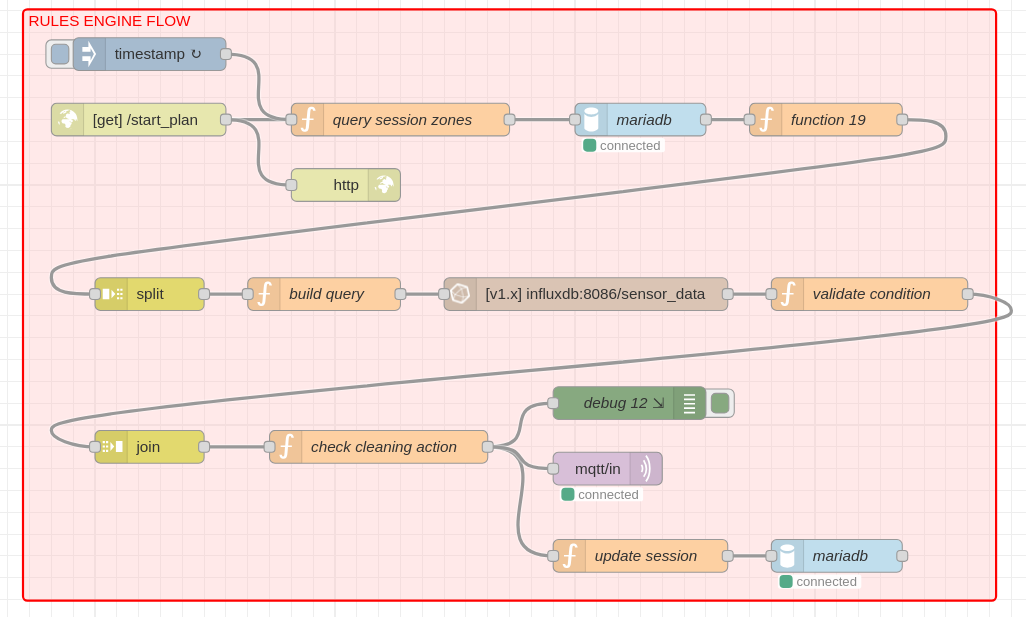 RULES ENGINE FLOW
timestamp ↻
[get] /start_plan
query session zones
mariadb
function 19
connected
http
split
build query
[v1.x] influxdb:8086/sensor_data
validate condition
debug 12 ⇲
join
check cleaning action
mqtt/in
connected
update session
mariadb
connected